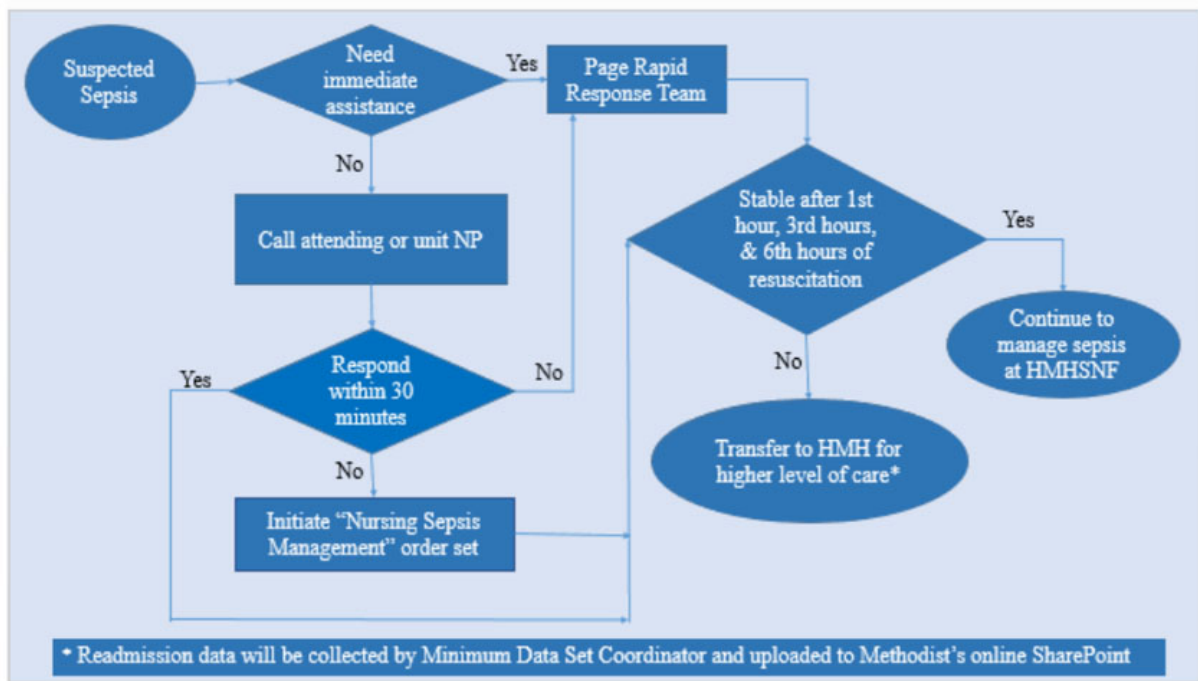 Suspected
Sepsis
Need
immediate
assistance
Yes
Page Rapid
Response Team
No
Call attending or unit NP
Stable after 1st
hour, 3rd hours,
& 6th hours of
resuscitation
Yes
Continue to
manage sepsis
at HMHSNF
No
Transfer to HMH for
higher level of care*
Respond
within 30
minutes
Yes
No
No
Initiate “Nursing Sepsis
Management” order set
* Readmission data will be collected by Minimum Data Set Coordinator and uploaded to Methodist’s online SharePoint